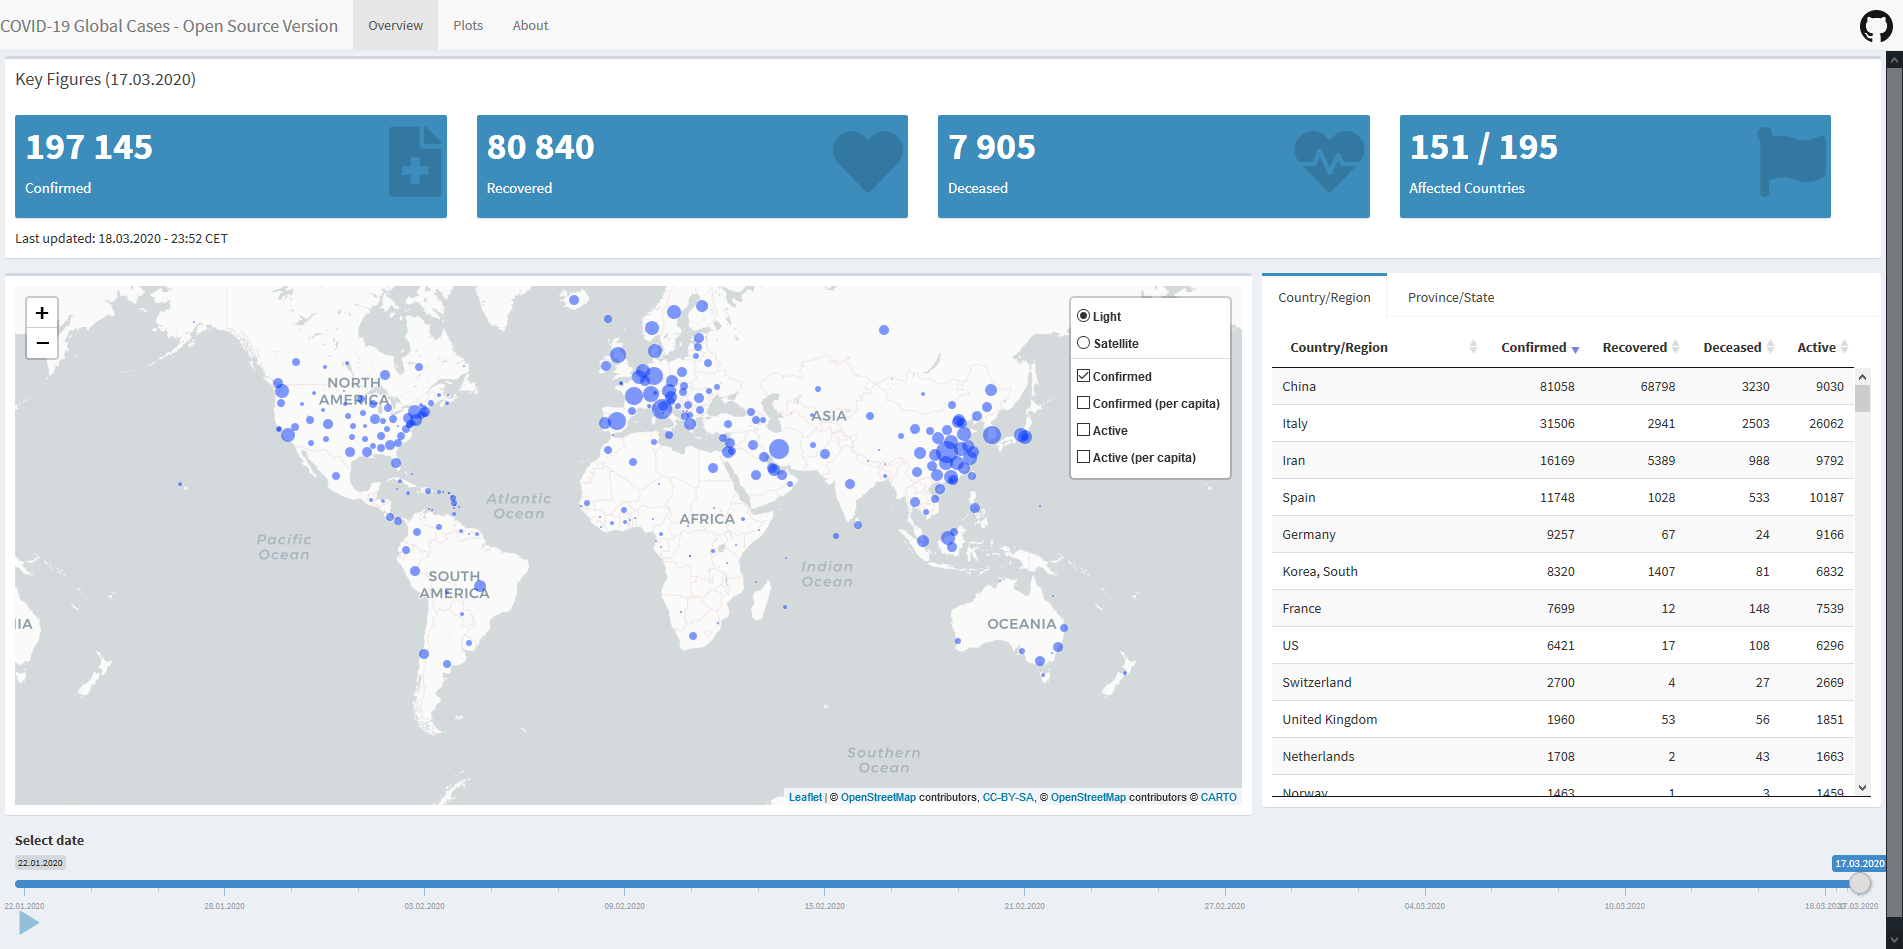 COVID-19 Global Cases - Open Source Version Overview Plots About
Key Figures (17.03.2020)
197 145
Confirmed
80 840
Recovered
7 905
Deceased
151 / 195
Affected Countries
Last updated: 18.03.2020 - 23:52 CET
+
−
Light
Satellite
Confirmed
Confirmed (per capita)
Active
Active (per capita)
NORTH
AMERICA
ASIA
Atlantic
Ocean
AFRICA
Pacific
Ocean
Indian
Ocean
SOUTH
AMERICA
IIA
OCEANIA
Southern
Ocean
Leaflet | © OpenStreetMap contributors, CC-BY-SA, © OpenStreetMap contributors © CARTO
Country/Region Province/State
Country/Region Confirmed Recovered Deceased Active
China 81058 68798 3230 9030
Italy 31506 2941 2503 26062
Iran 16169 5389 988 9792
Spain 11748 1028 533 10187
Germany 9257 67 24 9166
Korea, South 8320 1407 81 6832
France 7699 12 148 7539
US 6421 17 108 6296
Switzerland 2700 4 27 2669
United Kingdom 1960 53 56 1851
Netherlands 1708 2 43 1663
Norway 1463 1 3 1459
Select date
22.01.2020 17.03.2020
22.01.2020 28.01.2020 03.02.2020 09.02.2020 15.02.2020 21.02.2020 27.02.2020 04.03.2020 10.03.2020 16.03.2020 17.03.2020